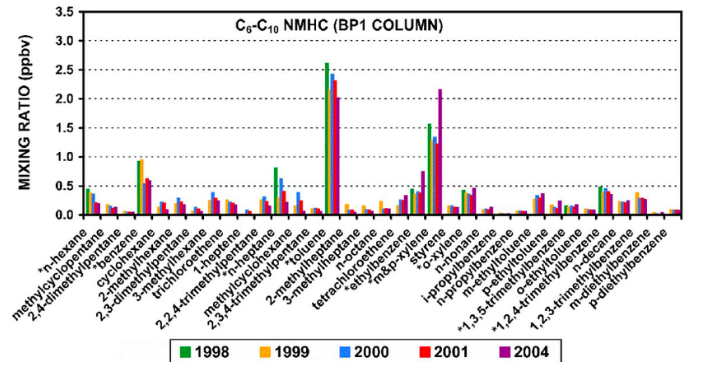 C6-C10 NMHC (BP1 COLUMN)
MIXING RATIO (ppbv)
3.5
3.0
2.5
2.0
1.5
1.0
0.5
0.0
*n-hexane
methylcyclopentane
2,4-dimethylpentane
*benzene
cyclohexane
2-methylhexane
2,3-dimethylpentane
3-methylhexane
trichloroethene
1-heptene
2,2,4-trimethylpentane
*n-heptane
methylcyclohexane
2,3,4-trimethylpentane
*toluene
2-methylheptane
3-methylheptane
n-octane
tetrachloroethene
*ethylbenzene
*m&p-xylene
*styrene
*o-xylene
n-nonane
i-propylbenzene
n-propylbenzene
m-ethyltoluene
p-ethyltoluene
*1,3,5-trimethylbenzene
o-ethyltoluene
*1,2,4-trimethylbenzene
n-decane
1,2,3-trimethylbenzene
m-diethylbenzene
p-diethylbenzene
1998 1999 2000 2001 2004